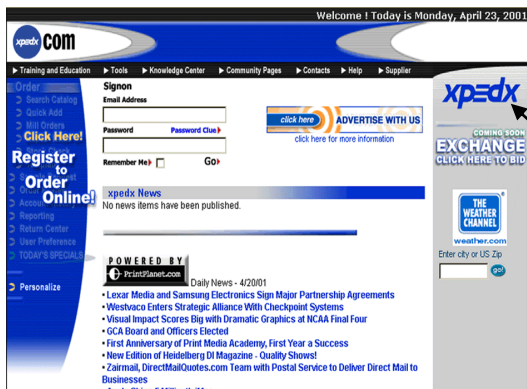 Welcome ! Today is Monday, April 23, 2001
xpedx com
Training and Education Tools Knowledge Center Community Pages Contacts Help Supplier
Order
Search Catalog
Quick Add
Mill Orders
Click Here!
Register
to
Order
Online!
Reporting
Return Center
User Preference
TODAY'S SPECIALS
Personalize
Signon
Email Address
Password Password Clue
Remember Me Go
click here ADVERTISE WITH US
click here for more information
xpedx News
No news items have been published.
POWERED BY
PrintPlanet.com
Daily News - 4/20/01
• Lexar Media and Samsung Electronics Sign Major Partnership Agreements
• Westvaco Enters Strategic Alliance With Checkpoint Systems
• Visual Impact Scores Big with Dramatic Graphics at NCAA Final Four
• GCA Board and Officers Elected
• First Anniversary of Print Media Academy, First Year a Success
• New Edition of Heidelberg DI Magazine - Quality Shows!
• Zairmail, DirectMailQuotes.com Team with Postal Service to Deliver Direct Mail to
Businesses
xpedx
COMING SOON
EXCHANGE
CLICK HERE TO BID
THE
WEATHER
CHANNEL
weather.com
Enter city or US Zip
go!